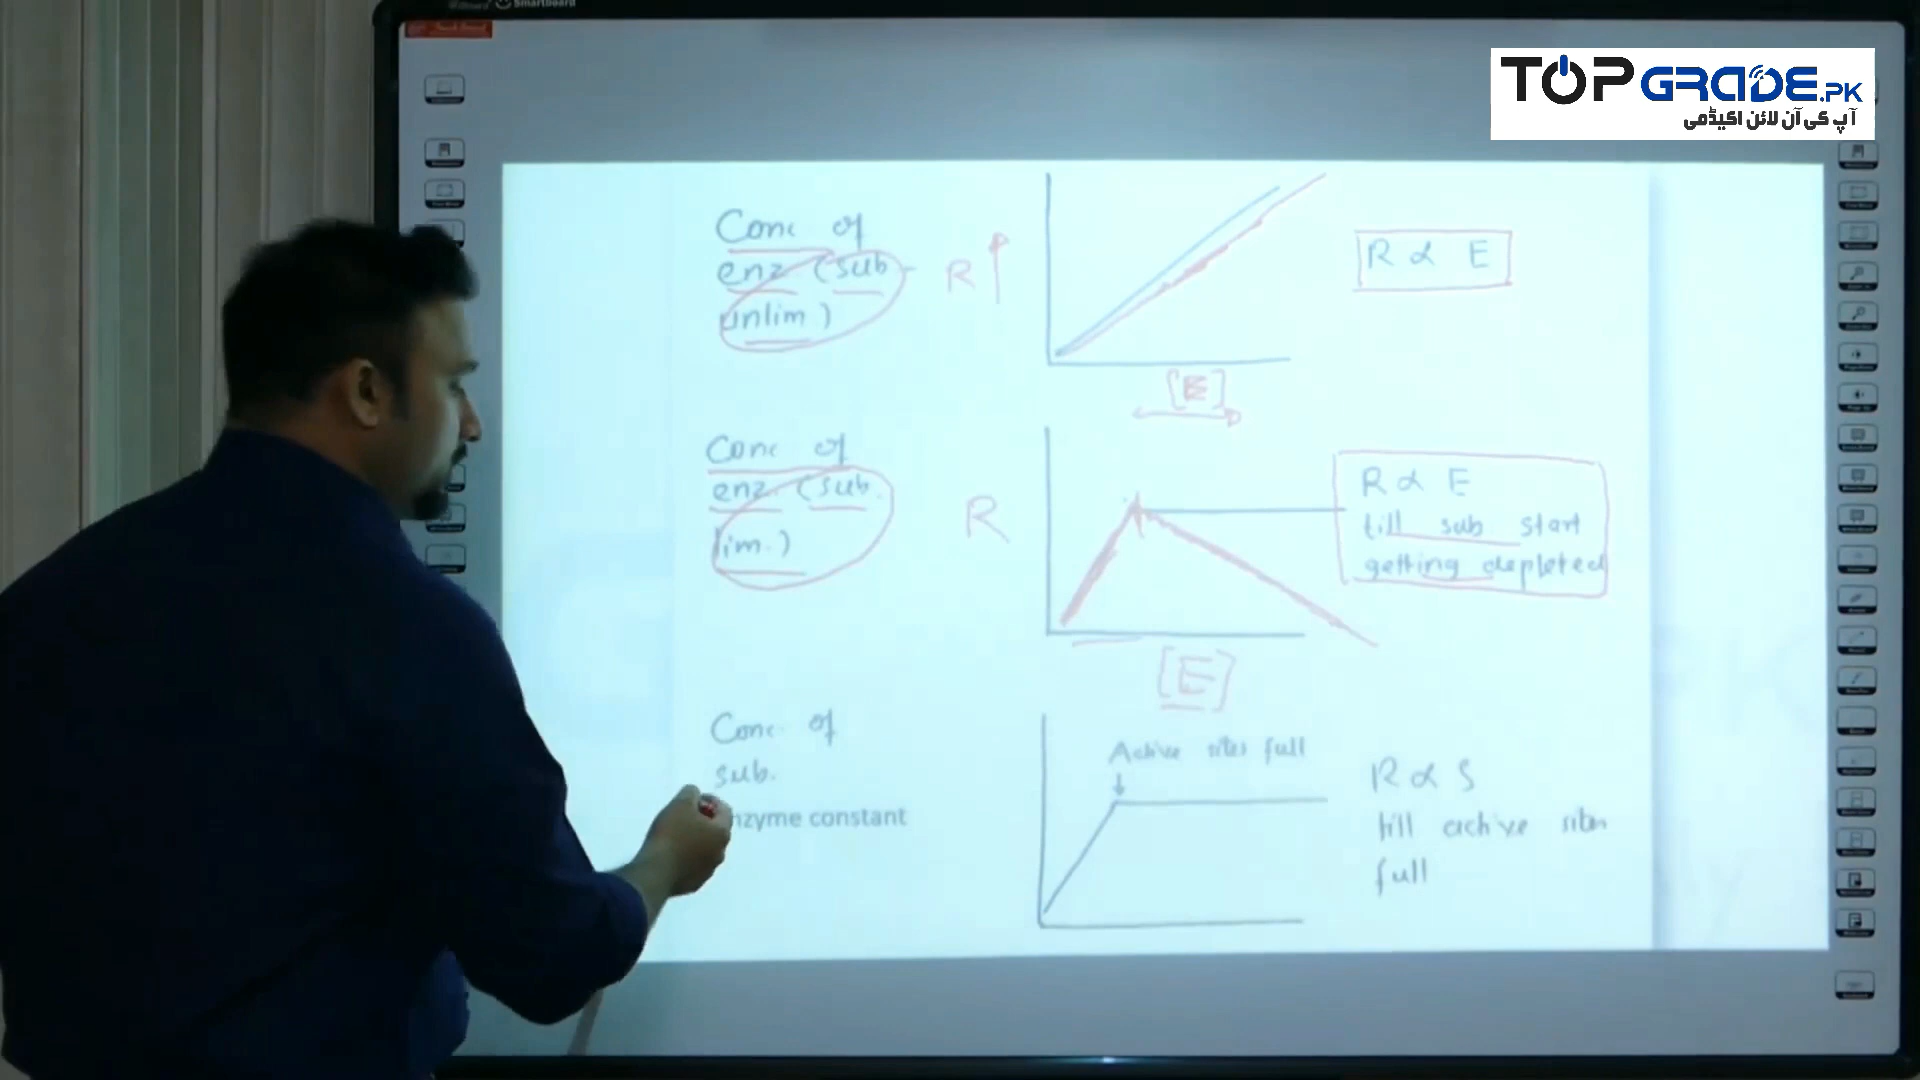 Smartboard
TOPGRADE.PK
آپ کی آن لائن اکیڈمی
Conc of
enz (sub
unlim)
R
[E]
R α E
Conc of
enz. (sub.
lim.)
R
[E]
R α E
till sub start
getting depleted
Conc. of
sub.
nzyme constant
Active sites full
R α S
till active sites
full